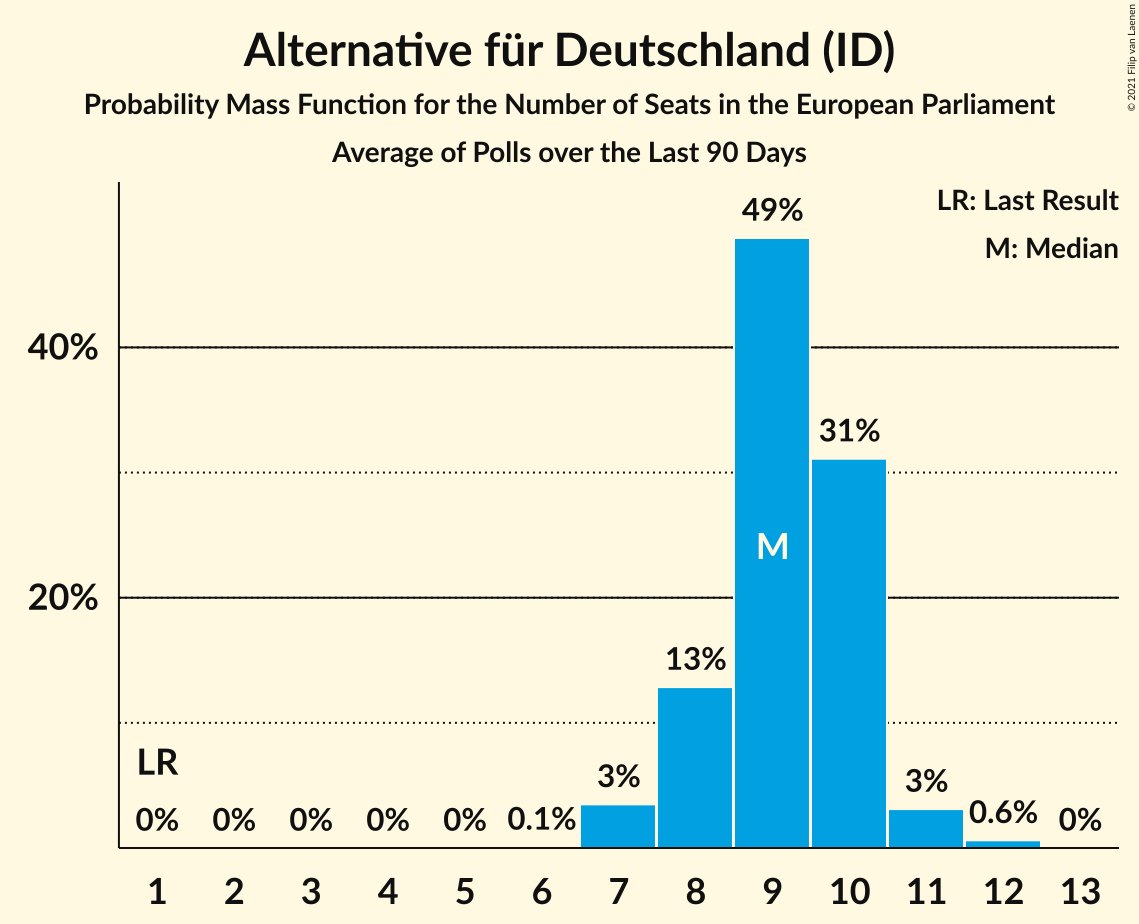 Alternative für Deutschland (ID)
Probability Mass Function for the Number of Seats in the European Parliament
Average of Polls over the Last 90 Days
© 2021 Filip van Laenen
LR: Last Result
M: Median
49%
40%
31%
M
20%
13%
LR
3%
3%
0% 0% 0% 0% 0% 0.1% 0.6% 0%
1 2 3 4 5 6 7 8 9 10 11 12 13